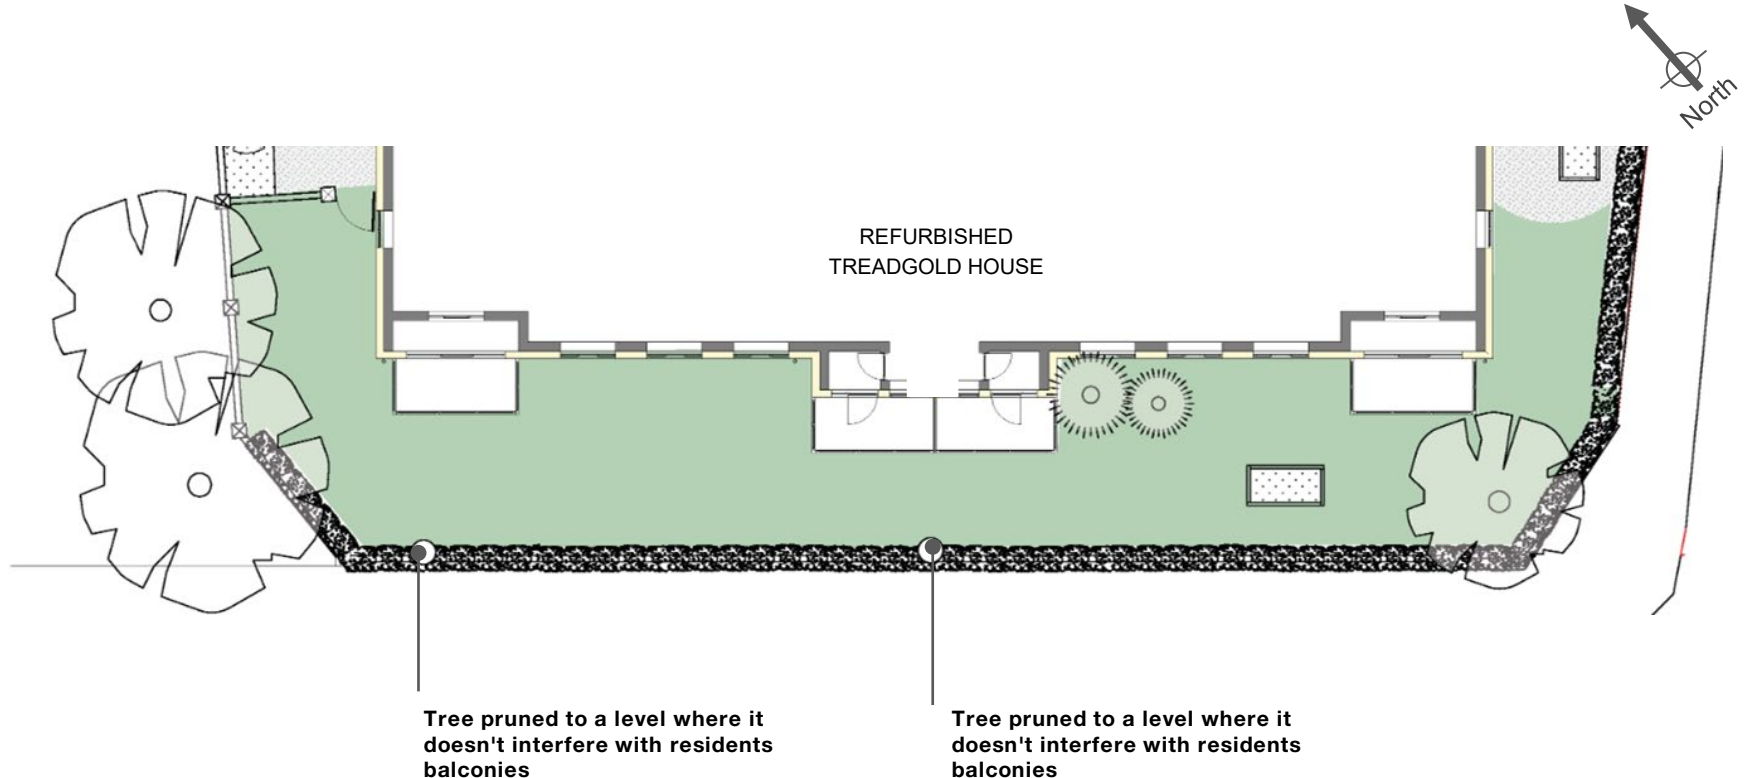 North
REFURBISHED
TREADGOLD HOUSE
Tree pruned to a level where it
doesn't interfere with residents
balconies
Tree pruned to a level where it
doesn't interfere with residents
balconies